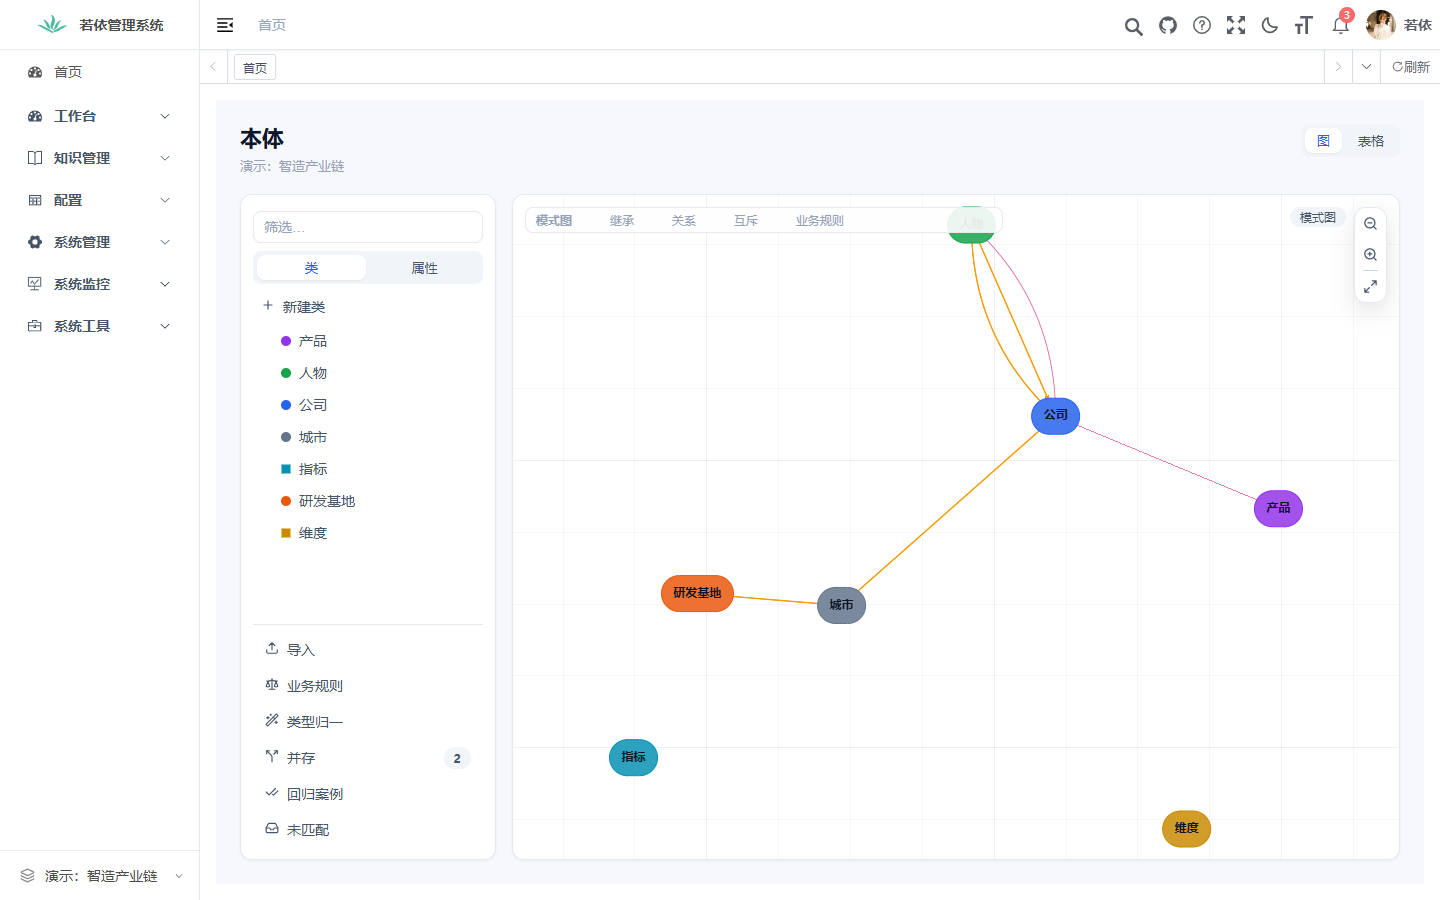 若依管理系统
首页
3
若依
首页
刷新
首页
工作台
知识管理
配置
系统管理
系统监控
系统工具
演示：智造产业链
本体
演示：智造产业链
图
表格
筛选...
类
属性
新建类
产品
人物
公司
城市
指标
研发基地
维度
导入
业务规则
类型归一
并存
2
回归案例
未匹配
模式图
继承
关系
互斥
业务规则
人物
模式图
公司
产品
研发基地
城市
指标
维度